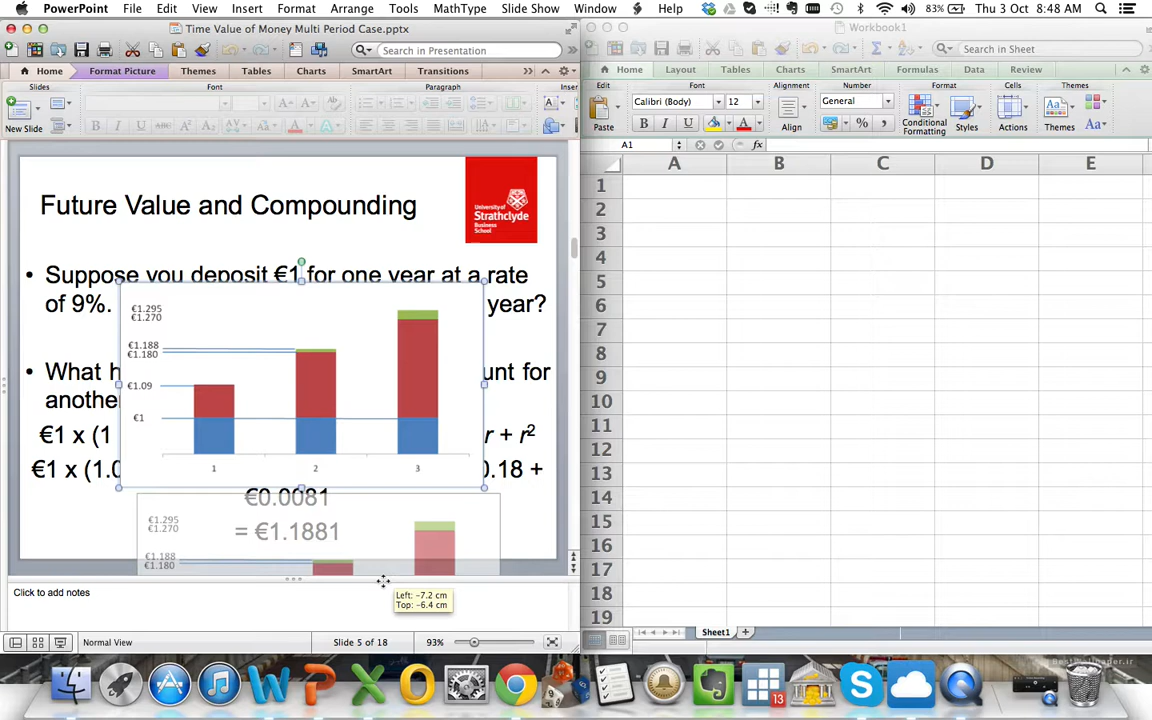 PowerPoint File Edit View Insert Format Arrange Tools MathType Slide Show Window Help 83% Thu 3 Oct 8:48 AM
Time Value of Money Multi Period Case.pptx
Search in Presentation
Home Format Picture Themes Tables Charts SmartArt Transitions
Slides Font Paragraph Inser
New Slide
B I U ABC A² A₂
Future Value and Compounding
University of
Strathclyde
Business
School
• Suppose you deposit €1 for one year at a rate
of 9%. year?
• What h unt for
another
€1 x (1 r + r²
€1 x (1.0 0.18 +
€0.0081
= €1.1881
€1.295
€1.270
€1.188
€1.180
€1.09
€1
1 2 3
€1.295
€1.270
€1.188
€1.180
Left: -7.2 cm
Top: -6.4 cm
Click to add notes
Normal View Slide 5 of 18 93%
Workbook1
Search in Sheet
Home Layout Tables Charts SmartArt Formulas Data Review
Edit Font Alignment Number Format Cells Themes
Calibri (Body) 12 General
Paste B I U A Align % Conditional Formatting Styles Actions Themes Aa
A1 fx
A B C D E
1
2
3
4
5
6
7
8
9
10
11
12
13
14
15
16
17
18
19
Sheet1
13